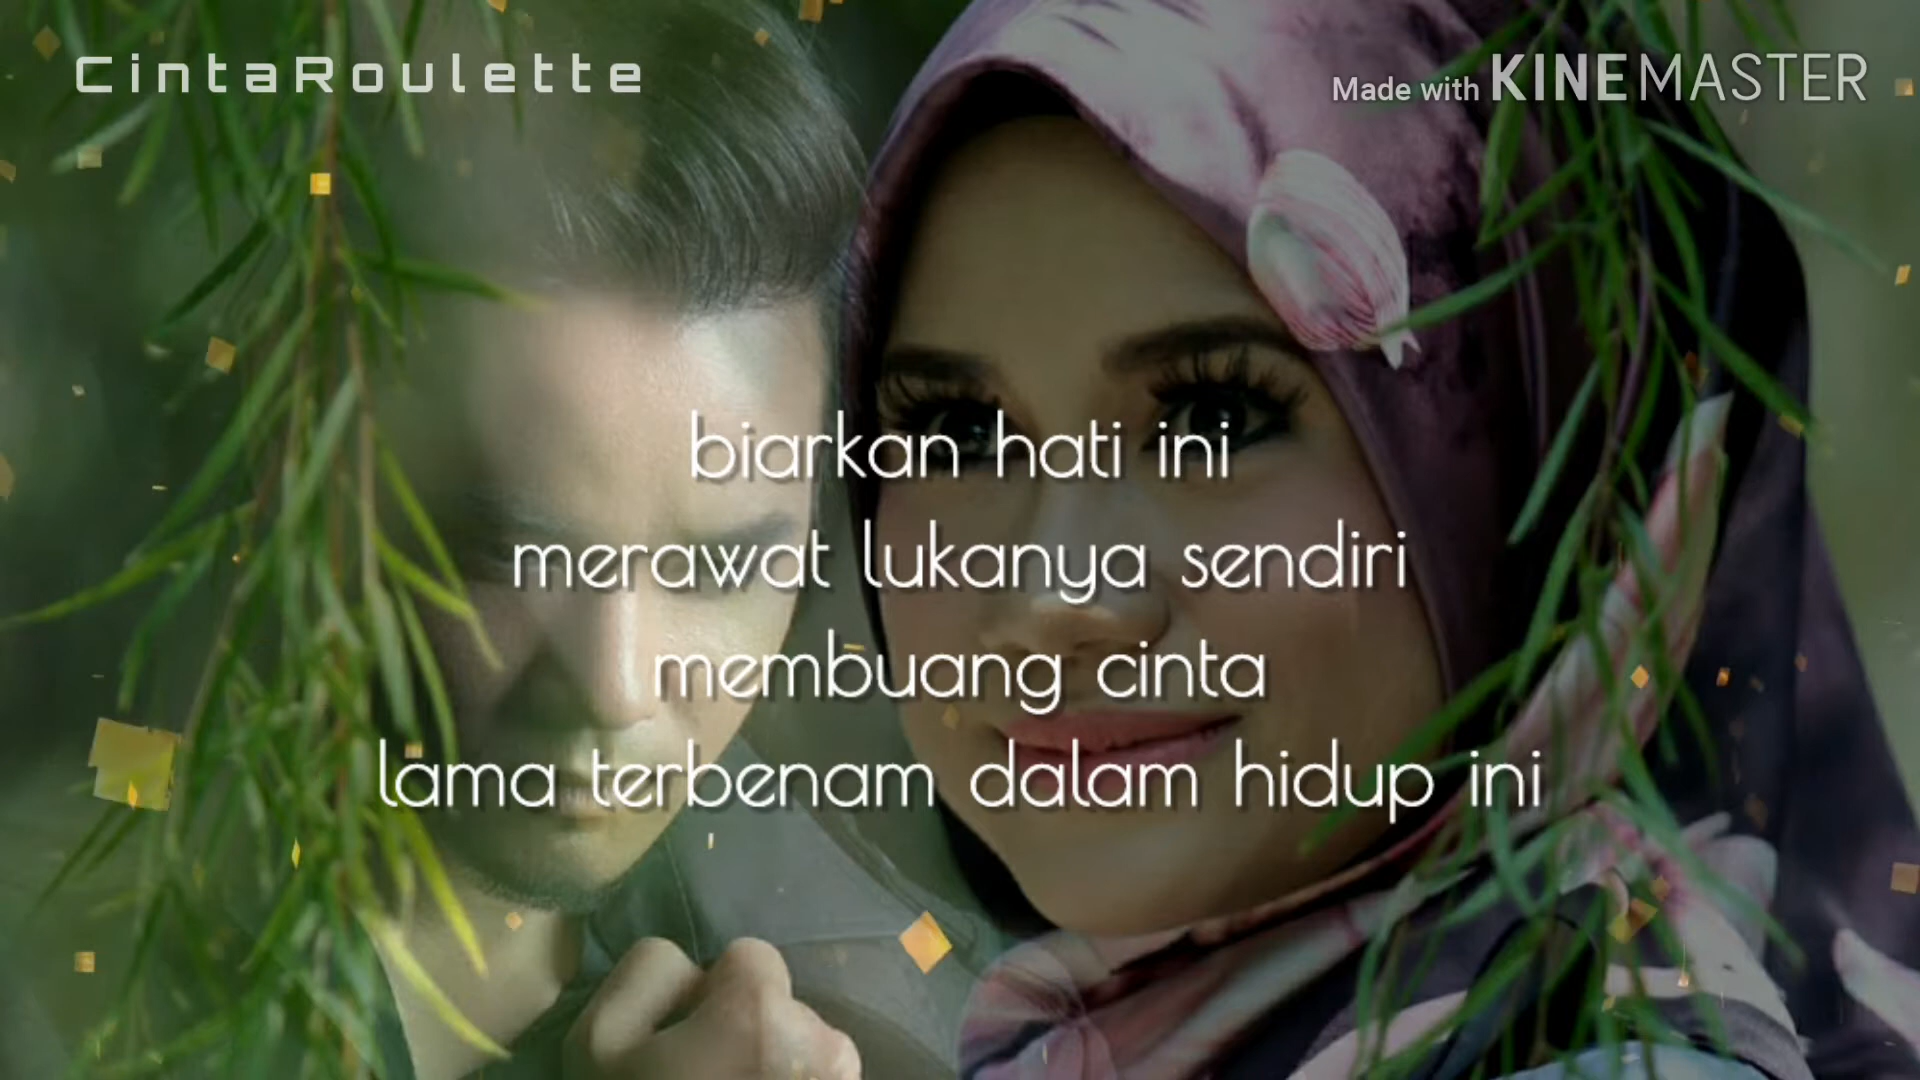 CintaRoulette
Made with KINEMASTER
biarkan hati ini
merawat lukanya sendiri
membuang cinta
lama terbenam dalam hidup ini